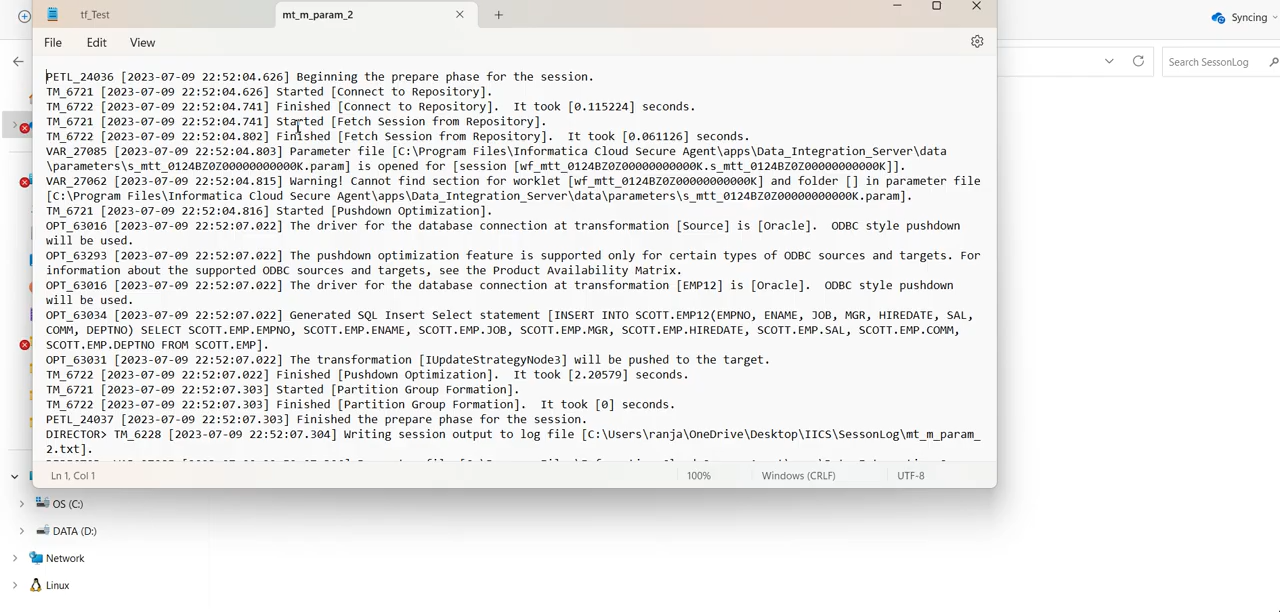 tf_Test
mt_m_param_2
Syncing
File Edit View
Search SessonLog
PETL_24036 [2023-07-09 22:52:04.626] Beginning the prepare phase for the session.
TM_6721 [2023-07-09 22:52:04.626] Started [Connect to Repository].
TM_6722 [2023-07-09 22:52:04.741] Finished [Connect to Repository].  It took [0.115224] seconds.
TM_6721 [2023-07-09 22:52:04.741] Started [Fetch Session from Repository].
TM_6722 [2023-07-09 22:52:04.802] Finished [Fetch Session from Repository].  It took [0.061126] seconds.
VAR_27085 [2023-07-09 22:52:04.803] Parameter file [C:\Program Files\Informatica Cloud Secure Agent\apps\Data_Integration_Server\data
\parameters\s_mtt_0124BZ0Z00000000000K.param] is opened for [session [wf_mtt_0124BZ0Z00000000000K.s_mtt_0124BZ0Z00000000000K]].
VAR_27062 [2023-07-09 22:52:04.815] Warning! Cannot find section for worklet [wf_mtt_0124BZ0Z00000000000K] and folder [] in parameter file
[C:\Program Files\Informatica Cloud Secure Agent\apps\Data_Integration_Server\data\parameters\s_mtt_0124BZ0Z00000000000K.param].
TM_6721 [2023-07-09 22:52:04.816] Started [Pushdown Optimization].
OPT_63016 [2023-07-09 22:52:07.022] The driver for the database connection at transformation [Source] is [Oracle].  ODBC style pushdown
will be used.
OPT_63293 [2023-07-09 22:52:07.022] The pushdown optimization feature is supported only for certain types of ODBC sources and targets. For
information about the supported ODBC sources and targets, see the Product Availability Matrix.
OPT_63016 [2023-07-09 22:52:07.022] The driver for the database connection at transformation [EMP12] is [Oracle].  ODBC style pushdown
will be used.
OPT_63034 [2023-07-09 22:52:07.022] Generated SQL Insert Select statement [INSERT INTO SCOTT.EMP12(EMPNO, ENAME, JOB, MGR, HIREDATE, SAL,
COMM, DEPTNO) SELECT SCOTT.EMP.EMPNO, SCOTT.EMP.ENAME, SCOTT.EMP.JOB, SCOTT.EMP.MGR, SCOTT.EMP.HIREDATE, SCOTT.EMP.SAL, SCOTT.EMP.COMM,
SCOTT.EMP.DEPTNO FROM SCOTT.EMP].
OPT_63031 [2023-07-09 22:52:07.022] The transformation [IUpdateStrategyNode3] will be pushed to the target.
TM_6722 [2023-07-09 22:52:07.022] Finished [Pushdown Optimization].  It took [2.20579] seconds.
TM_6721 [2023-07-09 22:52:07.303] Started [Partition Group Formation].
TM_6722 [2023-07-09 22:52:07.303] Finished [Partition Group Formation].  It took [0] seconds.
PETL_24037 [2023-07-09 22:52:07.303] Finished the prepare phase for the session.
DIRECTOR> TM_6228 [2023-07-09 22:52:07.304] Writing session output to log file [C:\Users\ranja\OneDrive\Desktop\IICS\SessonLog\mt_m_param_
2.txt].
Ln 1, Col 1
100%
Windows (CRLF)
UTF-8
OS (C:)
DATA (D:)
Network
Linux